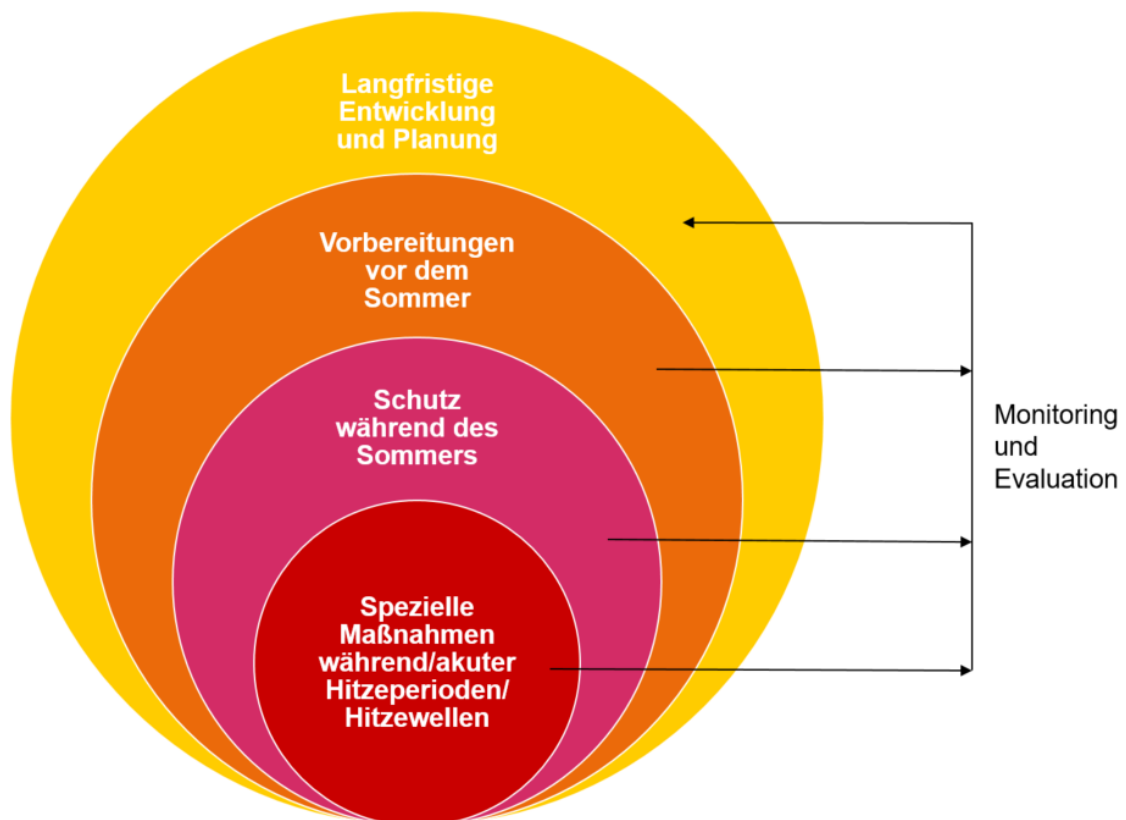 Langfristige
Entwicklung
und Planung
Vorbereitungen
vor dem
Sommer
Schutz
während des
Sommers
Spezielle
Maßnahmen
während/akuter
Hitzeperioden/
Hitzewellen
Monitoring
und
Evaluation